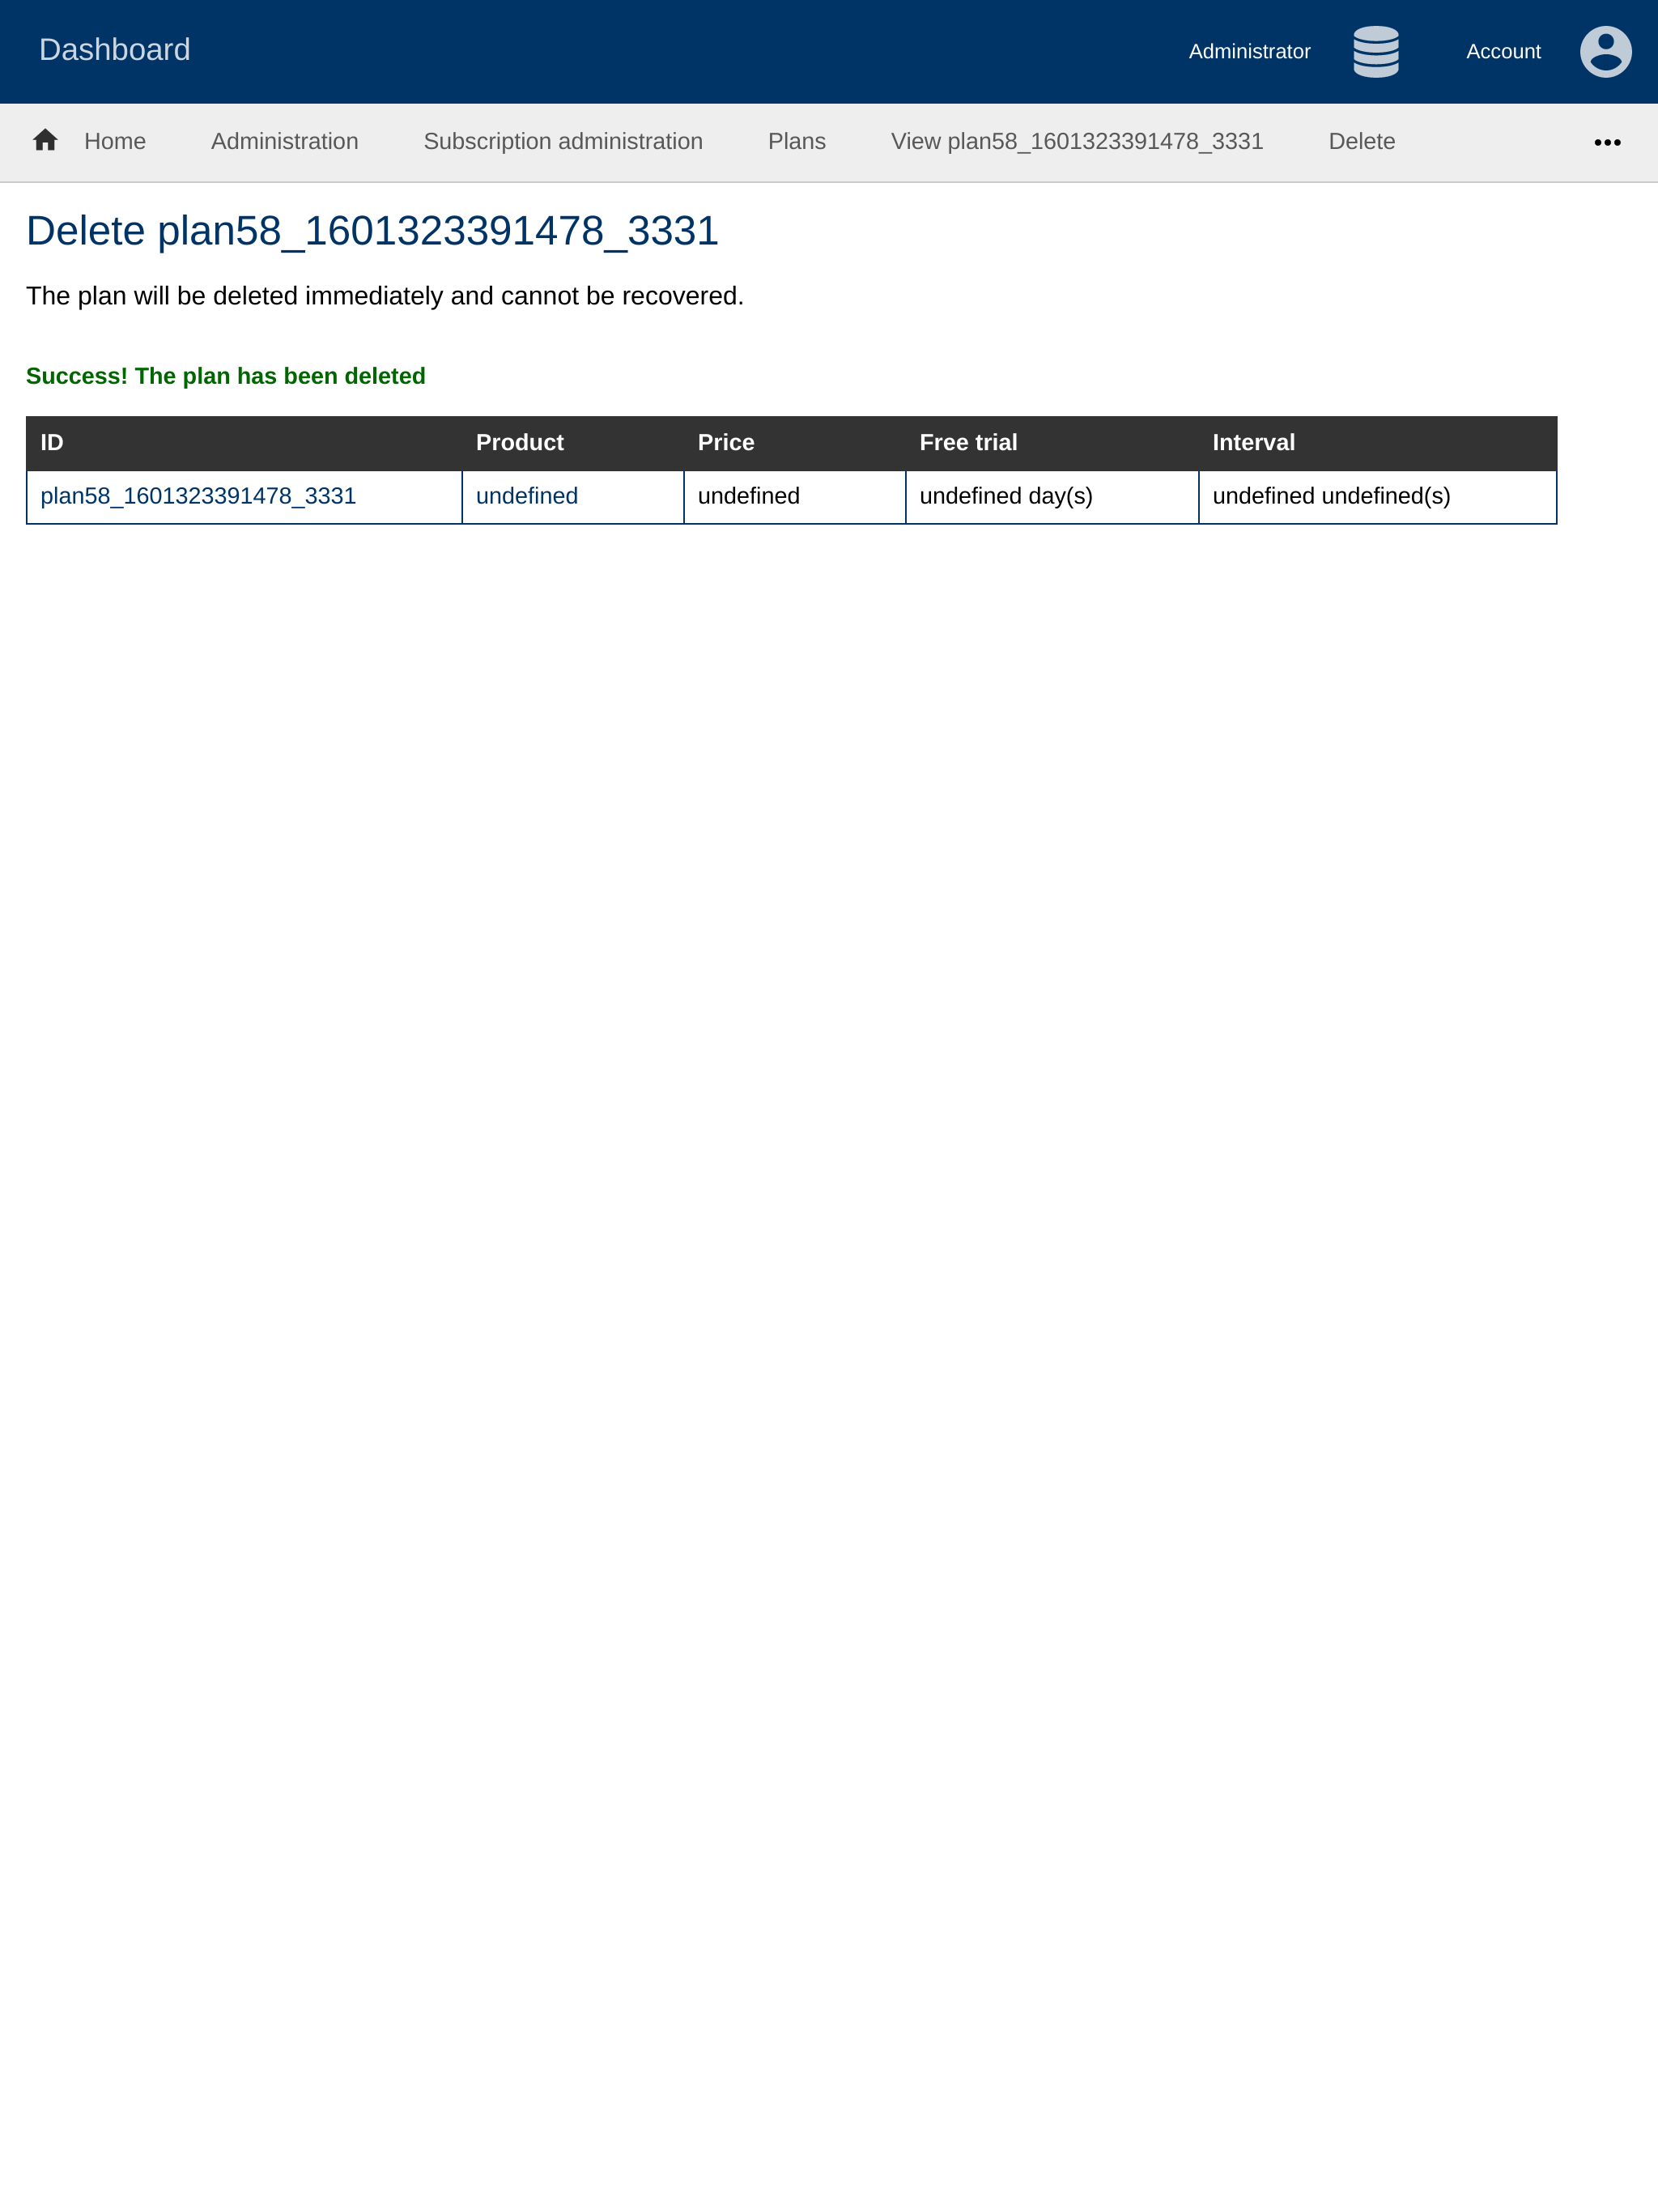 Dashboard Administrator Account
Home Administration Subscription administration Plans View plan58_1601323391478_3331 Delete •••
Delete plan58_1601323391478_3331
The plan will be deleted immediately and cannot be recovered.
Success! The plan has been deleted
ID Product Price Free trial Interval
plan58_1601323391478_3331 undefined undefined undefined day(s) undefined undefined(s)